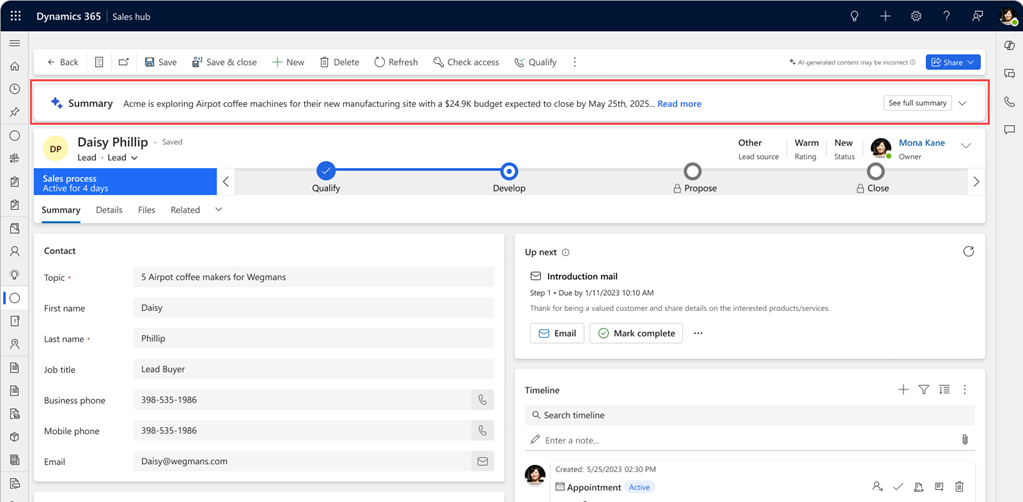 Dynamics 365 Sales hub
Back Save Save & close New Delete Refresh Check access Qualify AI-generated content may be incorrect Share
Summary Acme is exploring Airpot coffee machines for their new manufacturing site with a $24.9K budget expected to close by May 25th, 2025... Read more See full summary
DP Daisy Phillip - Saved
Lead · Lead
Other Warm New Mona Kane
Lead source Rating Status Owner
Sales process
Active for 4 days
Qualify Develop Propose Close
Summary Details Files Related
Contact
Topic * 5 Airpot coffee makers for Wegmans
First name Daisy
Last name * Phillip
Job title Lead Buyer
Business phone 398-535-1986
Mobile phone 398-535-1986
Email Daisy@wegmans.com
Up next
Introduction mail
Step 1 • Due by 1/11/2023 10:10 AM
Thank for being a valued customer and share details on the interested products/services.
Email Mark complete
Timeline
Search timeline
Enter a note...
Created: 5/25/2023 02:30 PM
Appointment Active